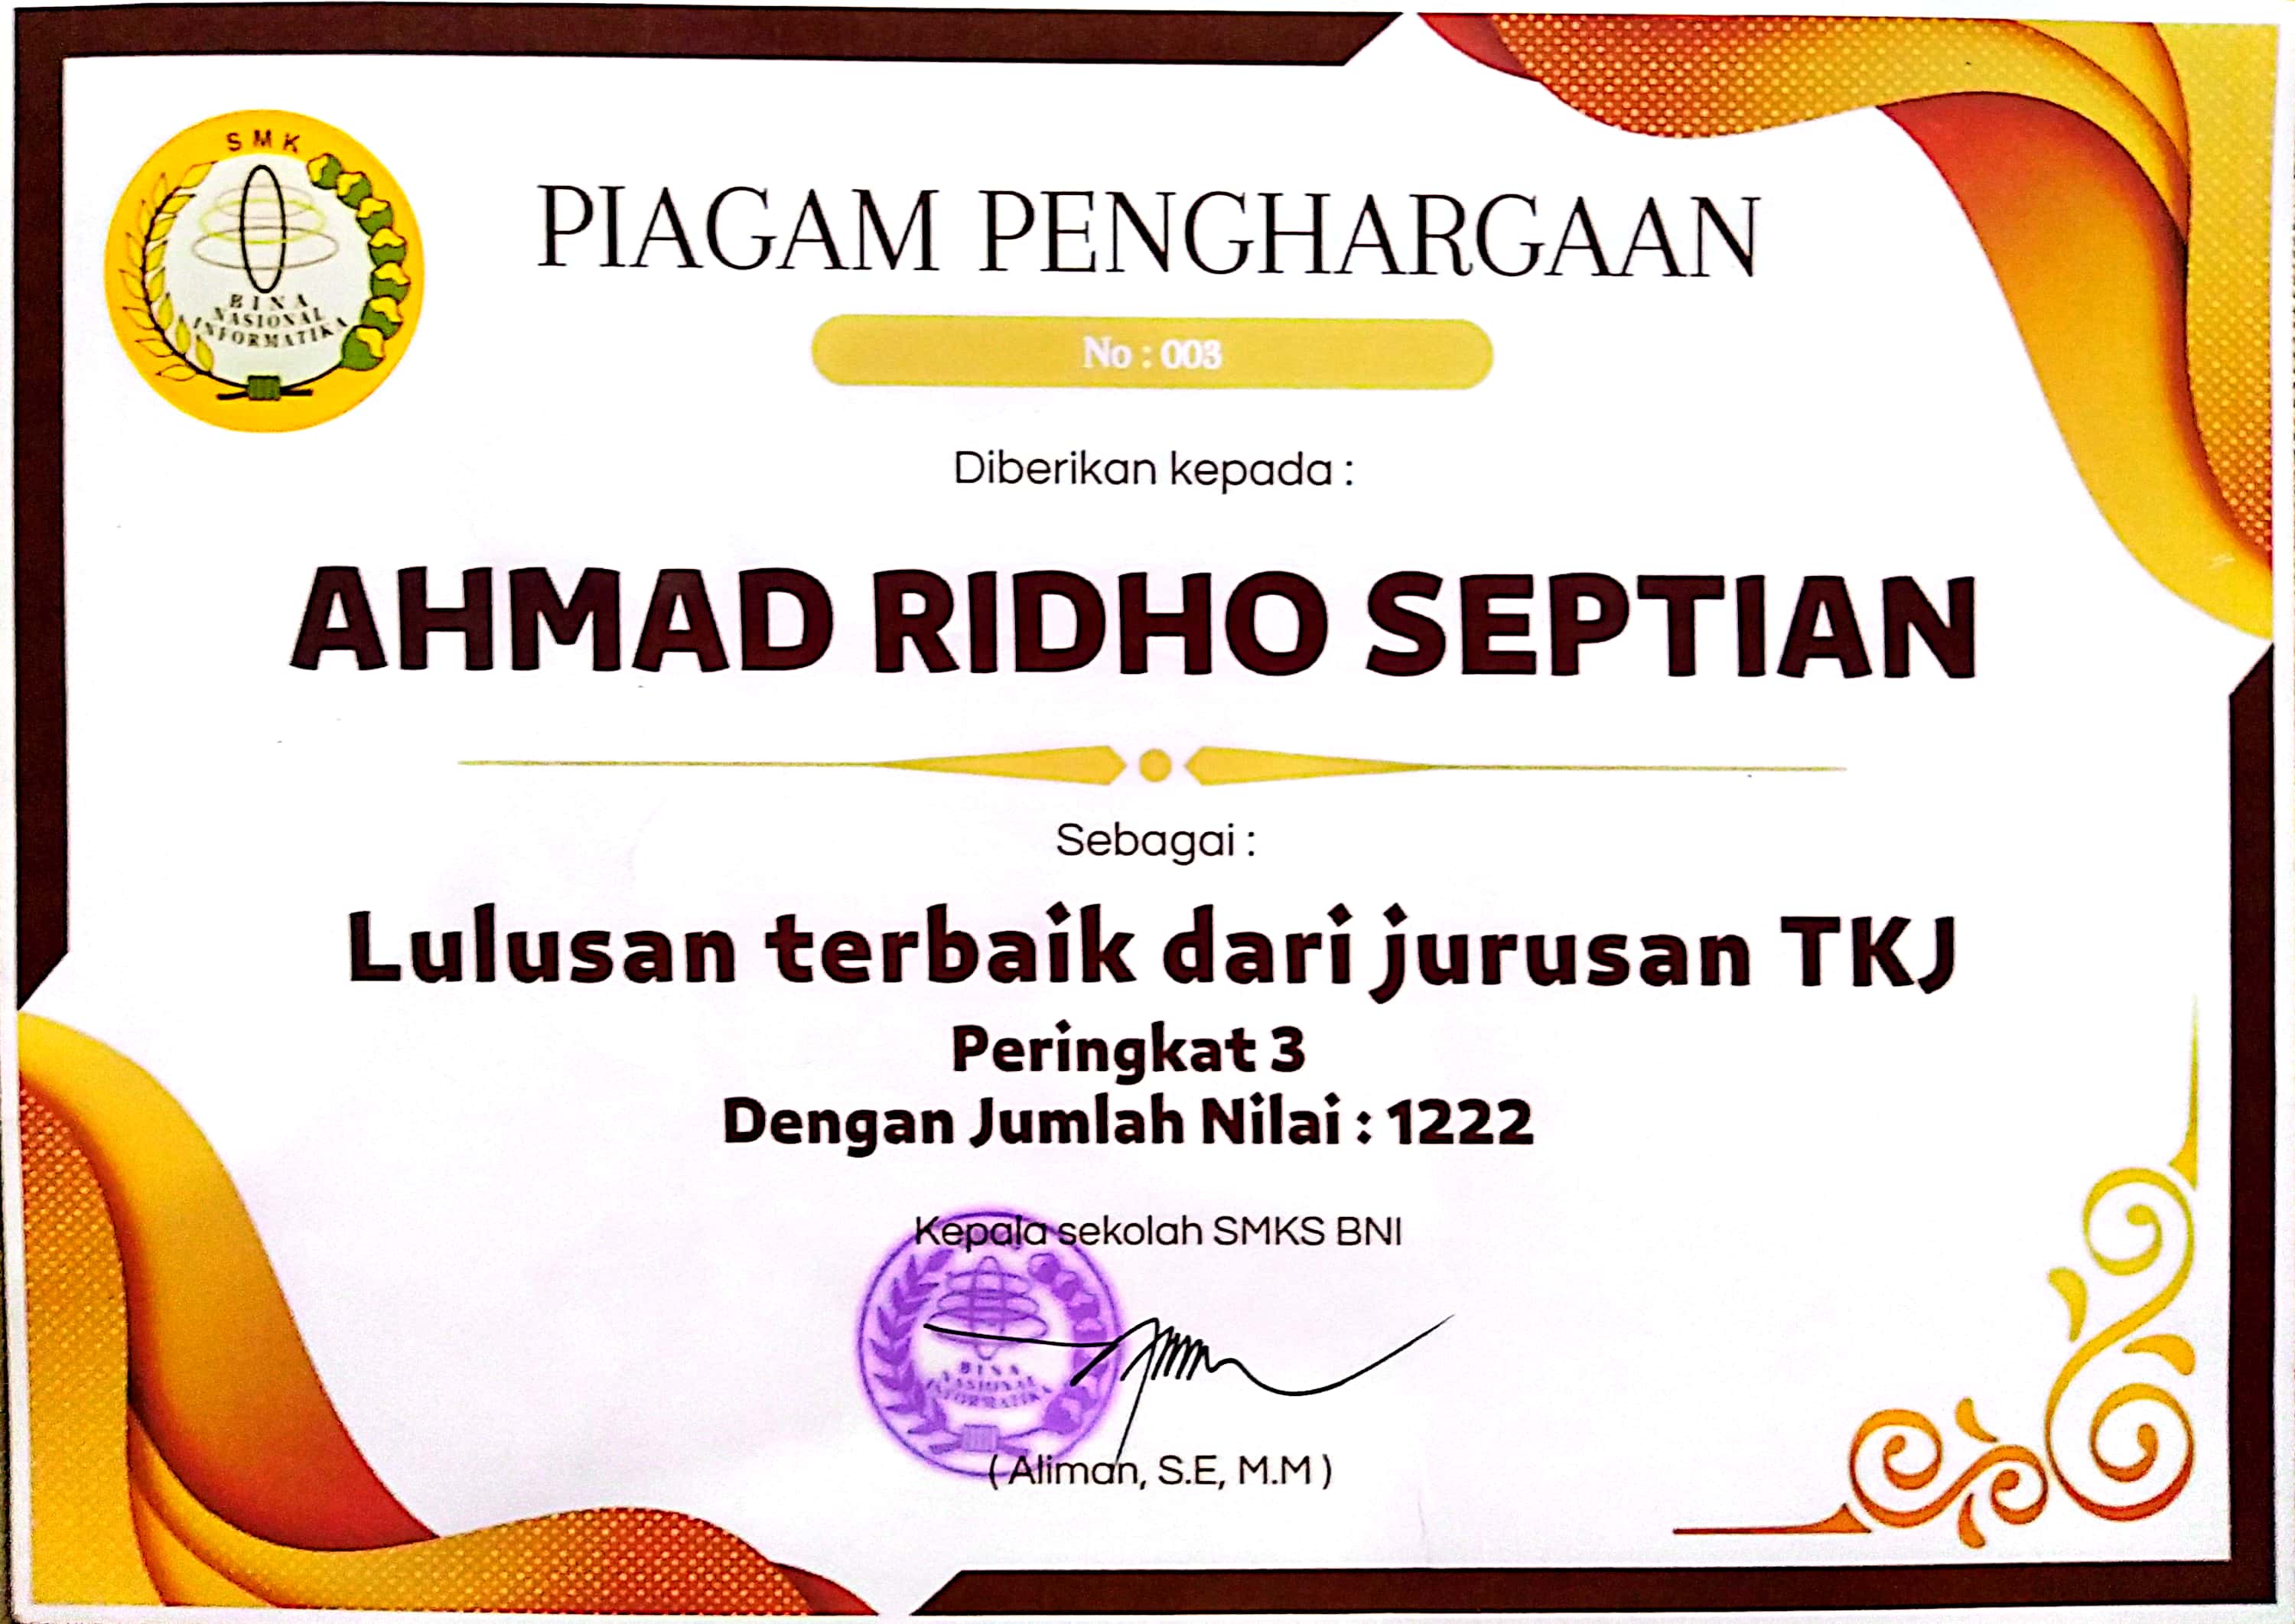 SMK
BINA
NASIONAL
INFORMATIKA
PIAGAM PENGHARGAAN
No : 003
Diberikan kepada :
AHMAD RIDHO SEPTIAN
Sebagai :
Lulusan terbaik dari jurusan TKJ
Peringkat 3
Dengan Jumlah Nilai : 1222
Kepala sekolah SMKS BNI
BINA
NASIONAL
INFORMATIKA
( Aliman, S.E, M.M )